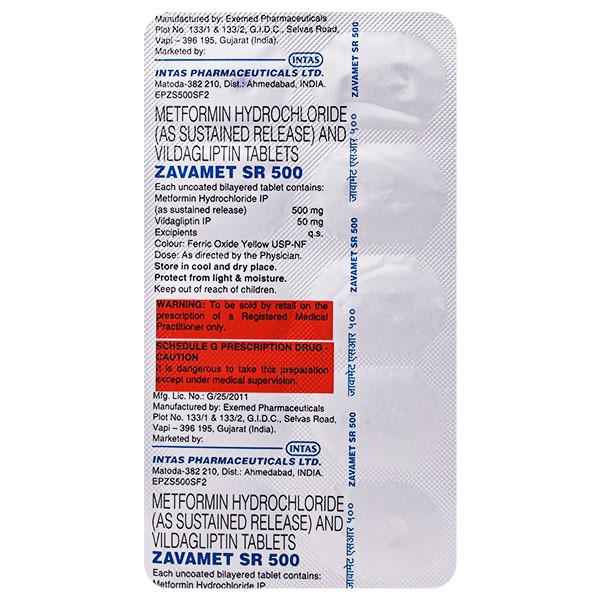 Manufactured by: Exemed Pharmaceuticals
Plot No. 133/1 & 133/2, G.I.D.C., Selvas Road,
Vapi – 396 195, Gujarat (India).
Marketed by:
INTAS
INTAS PHARMACEUTICALS LTD.
Matoda-382 210, Dist.: Ahmedabad, INDIA.
EPZS500SF2
METFORMIN HYDROCHLORIDE
(AS SUSTAINED RELEASE) AND
VILDAGLIPTIN TABLETS
ZAVAMET SR 500
Each uncoated bilayered tablet contains:
Metformin Hydrochloride IP
(as sustained release) 500 mg
Vildagliptin IP 50 mg
Excipients q.s.
Colour: Ferric Oxide Yellow USP-NF
Dose: As directed by the Physician.
Store in cool and dry place.
Protect from light & moisture.
Keep out of reach of children.
WARNING: To be sold by retail on the
prescription of a Registered Medical
Practitioner only.
SCHEDULE G PRESCRIPTION DRUG -
CAUTION
It is dangerous to take this preparation
except under medical supervision.
Mfg. Lic. No.: G/25/2011
Manufactured by: Exemed Pharmaceuticals
Plot No. 133/1 & 133/2, G.I.D.C., Selvas Road,
Vapi – 396 195, Gujarat (India).
Marketed by:
INTAS
INTAS PHARMACEUTICALS LTD.
Matoda-382 210, Dist.: Ahmedabad, INDIA.
EPZS500SF2
METFORMIN HYDROCHLORIDE
(AS SUSTAINED RELEASE) AND
VILDAGLIPTIN TABLETS
ZAVAMET SR 500
Each uncoated bilayered tablet contains:
Metformin Hydrochloride IP
ZAVAMET SR 500
जावामेट एसआर ५००
ZAVAMET SR 500
जावामेट एसआर ५००
ZAVAMET SR 500
जावामेट एसआर ५००